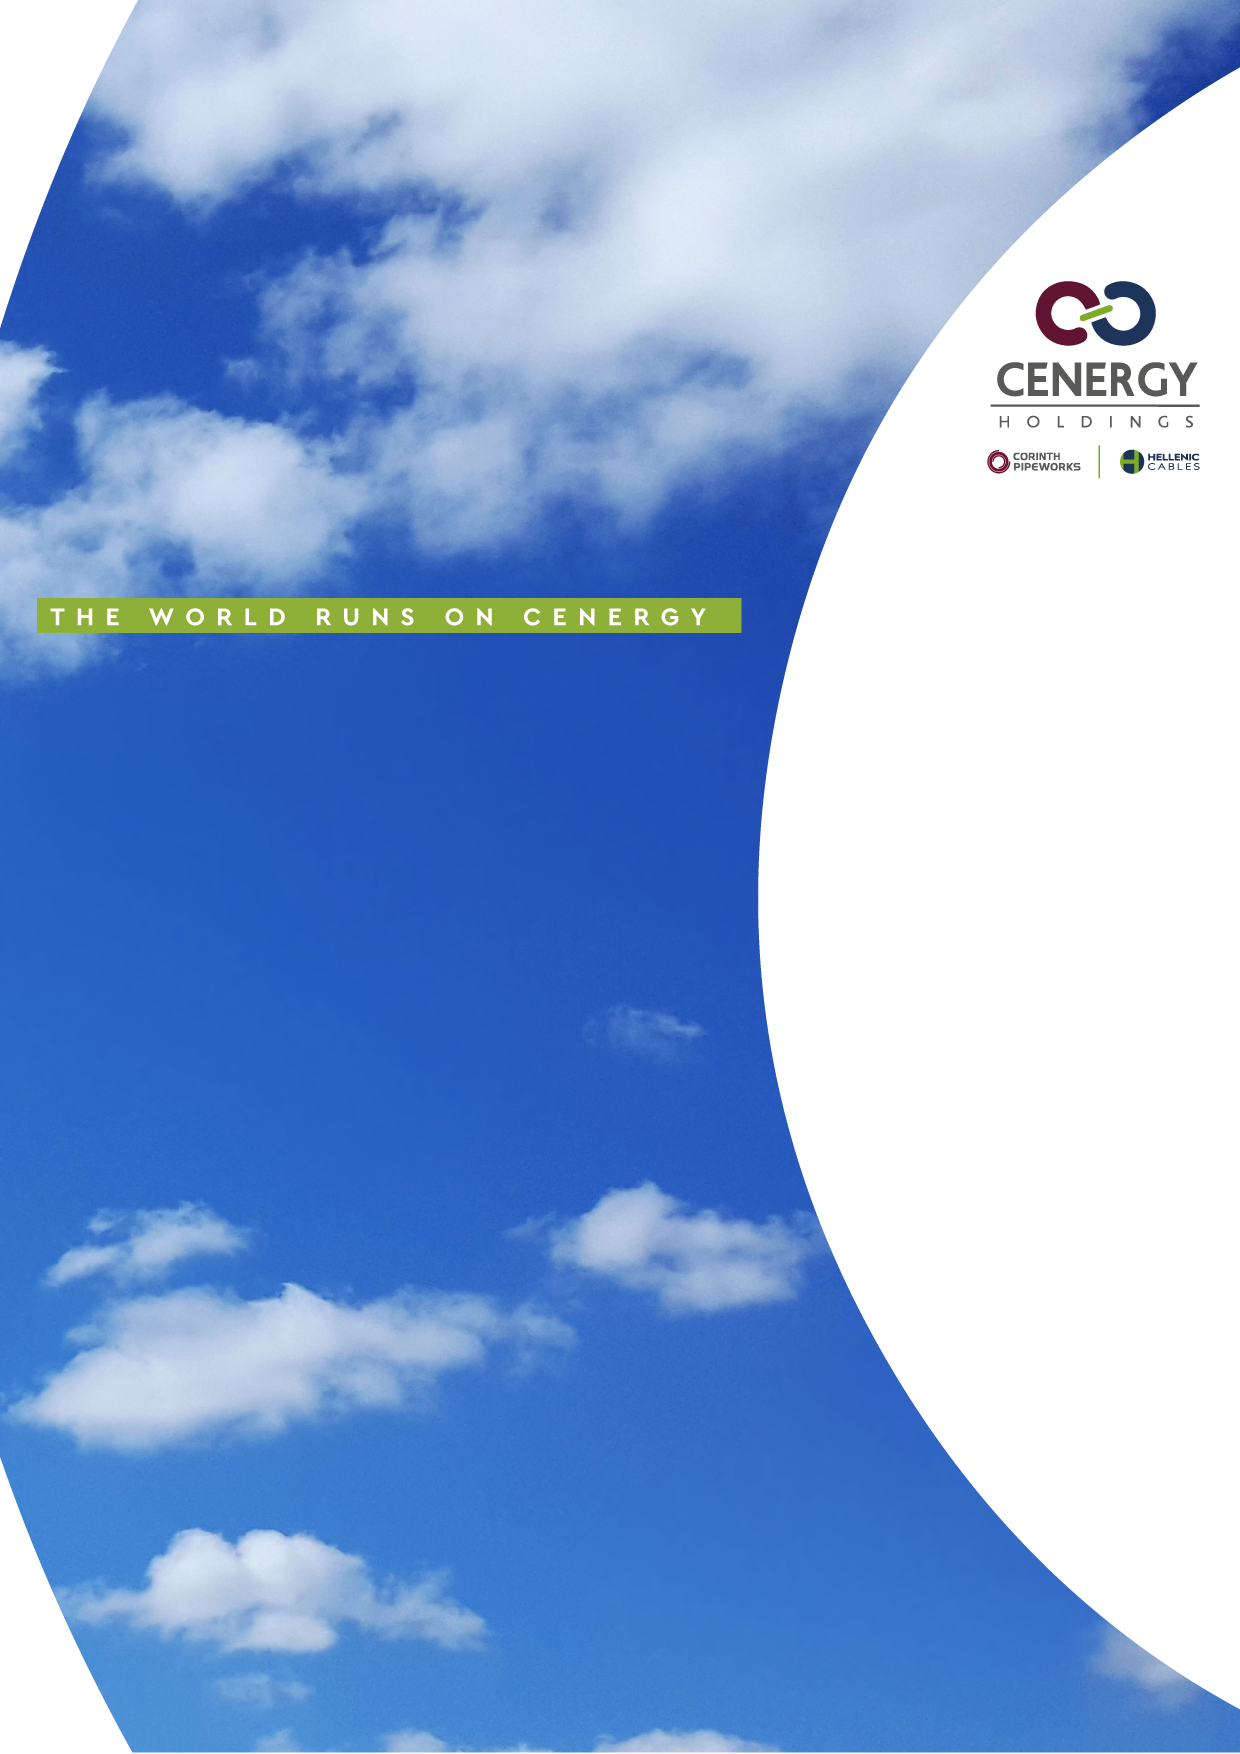 CENERGY
HOLDINGS
CORINTH
PIPEWORKS
HELLENIC
CABLES
THE WORLD RUNS ON CENERGY